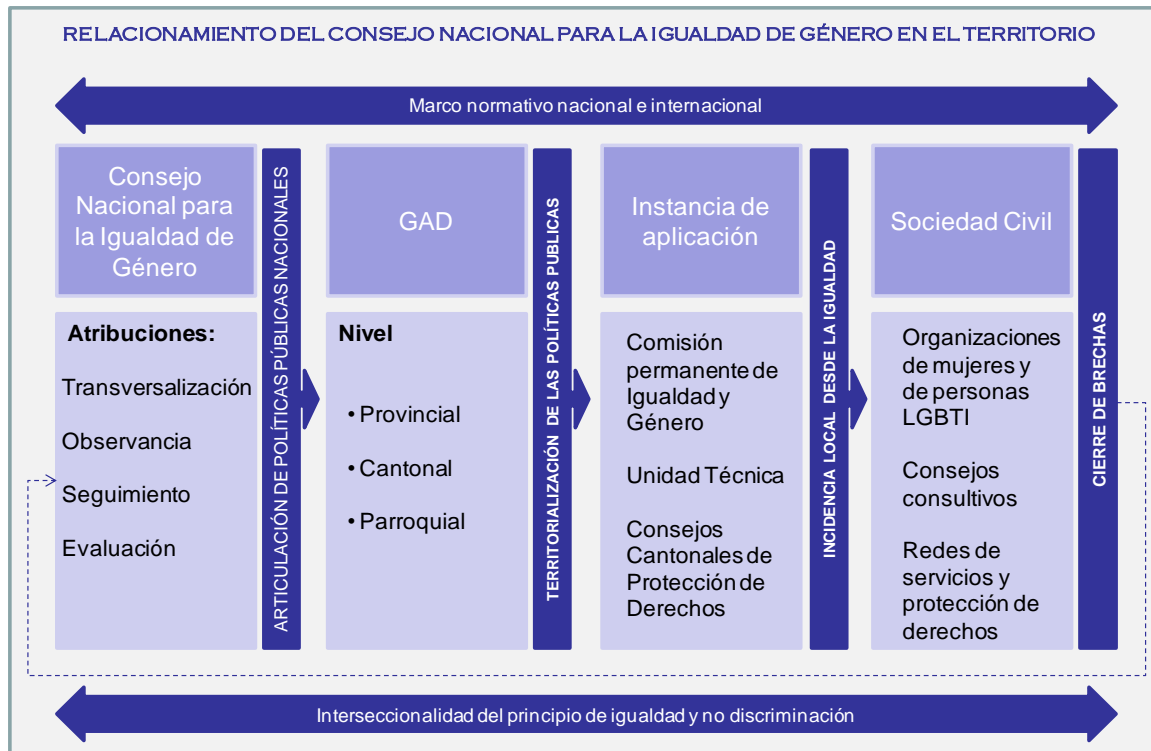 RELACIONAMIENTO DEL CONSEJO NACIONAL PARA LA IGUALDAD DE GÉNERO EN EL TERRITORIO
Marco normativo nacional e internacional
Consejo
Nacional para
la Igualdad de
Género
Atribuciones:
Transversalización
Observancia
Seguimiento
Evaluación
ARTICULACIÓN DE POLÍTICAS PÚBLICAS NACIONALES
GAD
Nivel
• Provincial
• Cantonal
• Parroquial
TERRITORIALIZACIÓN DE LAS POLÍTICAS PUBLICAS
Instancia de
aplicación
Comisión
permanente de
Igualdad y
Género
Unidad Técnica
Consejos
Cantonales de
Protección de
Derechos
INCIDENCIA LOCAL DESDE LA IGUALDAD
Sociedad Civil
Organizaciones
de mujeres y
de personas
LGBTI
Consejos
consultivos
Redes de
servicios y
protección de
derechos
CIERRE DE BRECHAS
Interseccionalidad del principio de igualdad y no discriminación